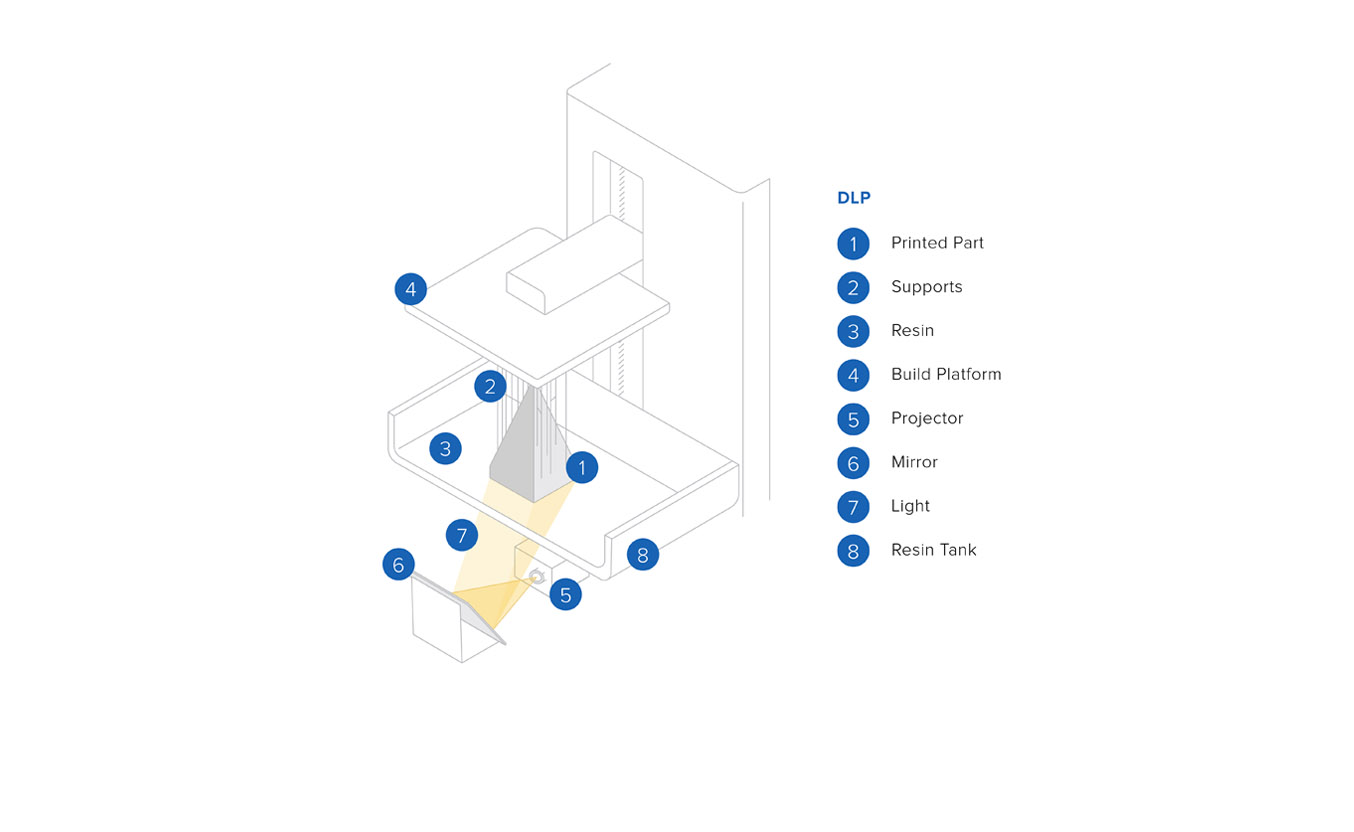 DLP
1 Printed Part
2 Supports
3 Resin
4 Build Platform
5 Projector
6 Mirror
7 Light
8 Resin Tank
4
2
3
1
7
6
8
5